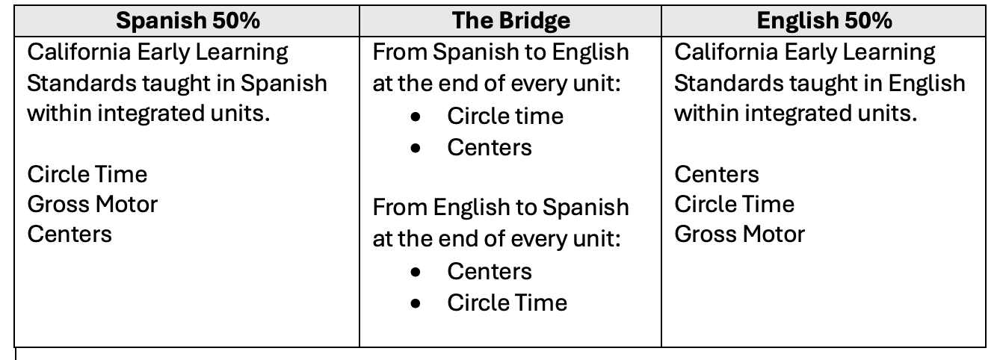 Spanish 50%
California Early Learning
Standards taught in Spanish
within integrated units.
Circle Time
Gross Motor
Centers
The Bridge
From Spanish to English
at the end of every unit:
• Circle time
• Centers
From English to Spanish
at the end of every unit:
• Centers
• Circle Time
English 50%
California Early Learning
Standards taught in English
within integrated units.
Centers
Circle Time
Gross Motor